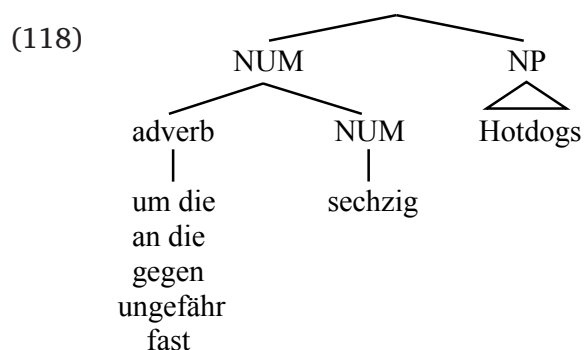 (118)
NUM NP
adverb NUM Hotdogs
um die sechzig
an die
gegen
ungefähr
fast